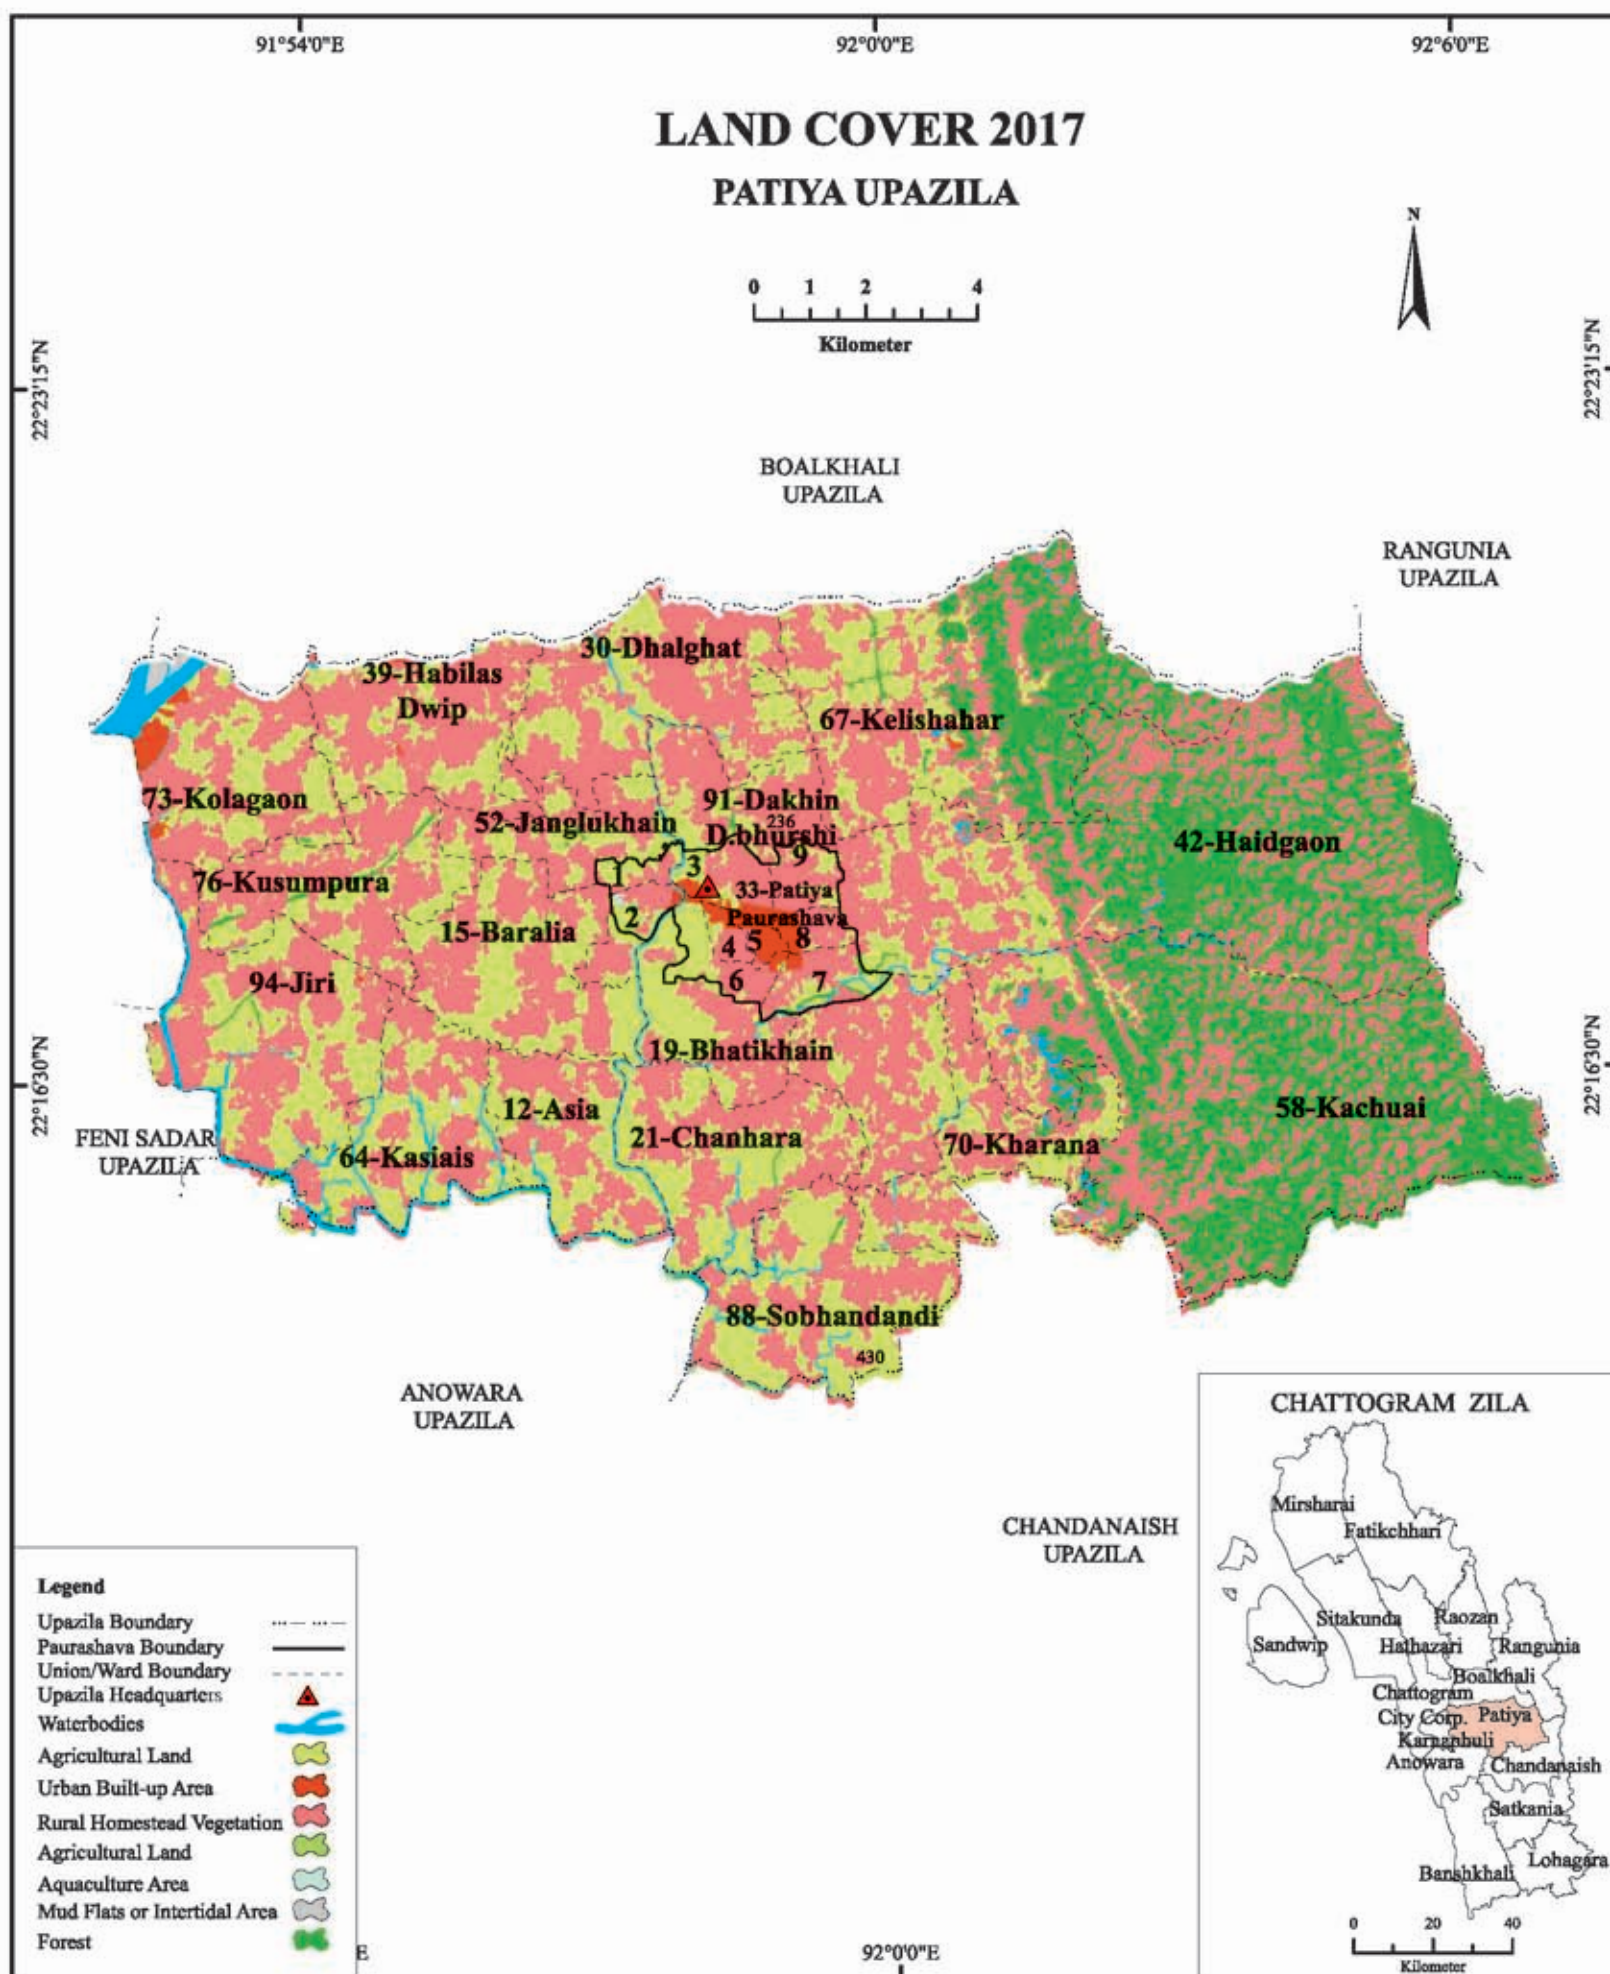 91°54'0"E
92°0'0"E
92°6'0"E
LAND COVER 2017
PATIYA UPAZILA
N
0 1 2 4
Kilometer
22°23'15"N
22°23'15"N
BOALKHALI
UPAZILA
RANGUNIA
UPAZILA
30-Dhalghat
39-Habilas
Dwip
67-Kelishahar
73-Kolagaon
91-Dakhin
52-Janglukhain
236
D.bhurshi
42-Haidgaon
9
3
1
76-Kusumpura
33-Patiya
Paurashava
2
15-Baralia
4 5 8
94-Jiri
6 7
19-Bhatikhain
22°16'30"N
22°16'30"N
12-Asia
58-Kachuai
FENI SADAR
UPAZILA
21-Chanhara
70-Kharana
64-Kasiais
88-Sobhandandi
430
ANOWARA
UPAZILA
CHANDANAISH
UPAZILA
CHATTOGRAM ZILA
Mirsharai
Fatikchhari
Sitakunda
Raozan
Sandwip
Hathazari
Rangunia
Boalkhali
Chattogram
City Corp.
Patiya
Karnaphuli
Anowara
Chandanaish
Satkania
Lohagara
Banshkhali
0 20 40
Kilometer
Legend
Upazila Boundary
Paurashava Boundary
Union/Ward Boundary
Upazila Headquarters
Waterbodies
Agricultural Land
Urban Built-up Area
Rural Homestead Vegetation
Agricultural Land
Aquaculture Area
Mud Flats or Intertidal Area
Forest
E
92°0'0"E